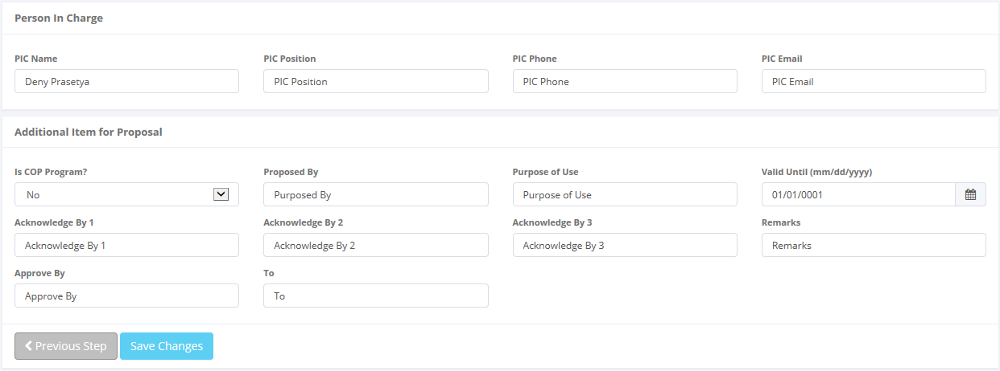 Person In Charge
PIC Name PIC Position PIC Phone PIC Email
Deny Prasetya PIC Position PIC Phone PIC Email
Additional Item for Proposal
Is COP Program? Proposed By Purpose of Use Valid Until (mm/dd/yyyy)
No Purposed By Purpose of Use 01/01/0001
Acknowledge By 1 Acknowledge By 2 Acknowledge By 3 Remarks
Acknowledge By 1 Acknowledge By 2 Acknowledge By 3 Remarks
Approve By To
Approve By To
Previous Step Save Changes